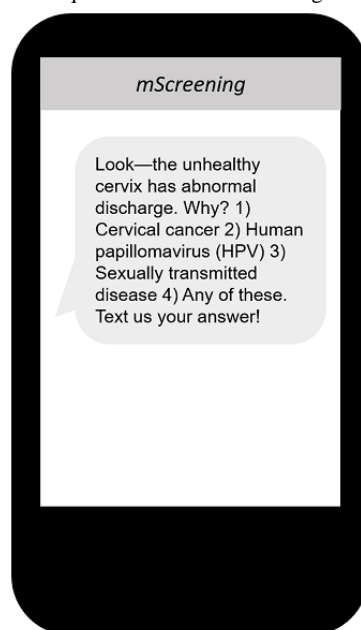 mScreening
Look—the unhealthy
cervix has abnormal
discharge. Why? 1)
Cervical cancer 2) Human
papillomavirus (HPV) 3)
Sexually transmitted
disease 4) Any of these.
Text us your answer!